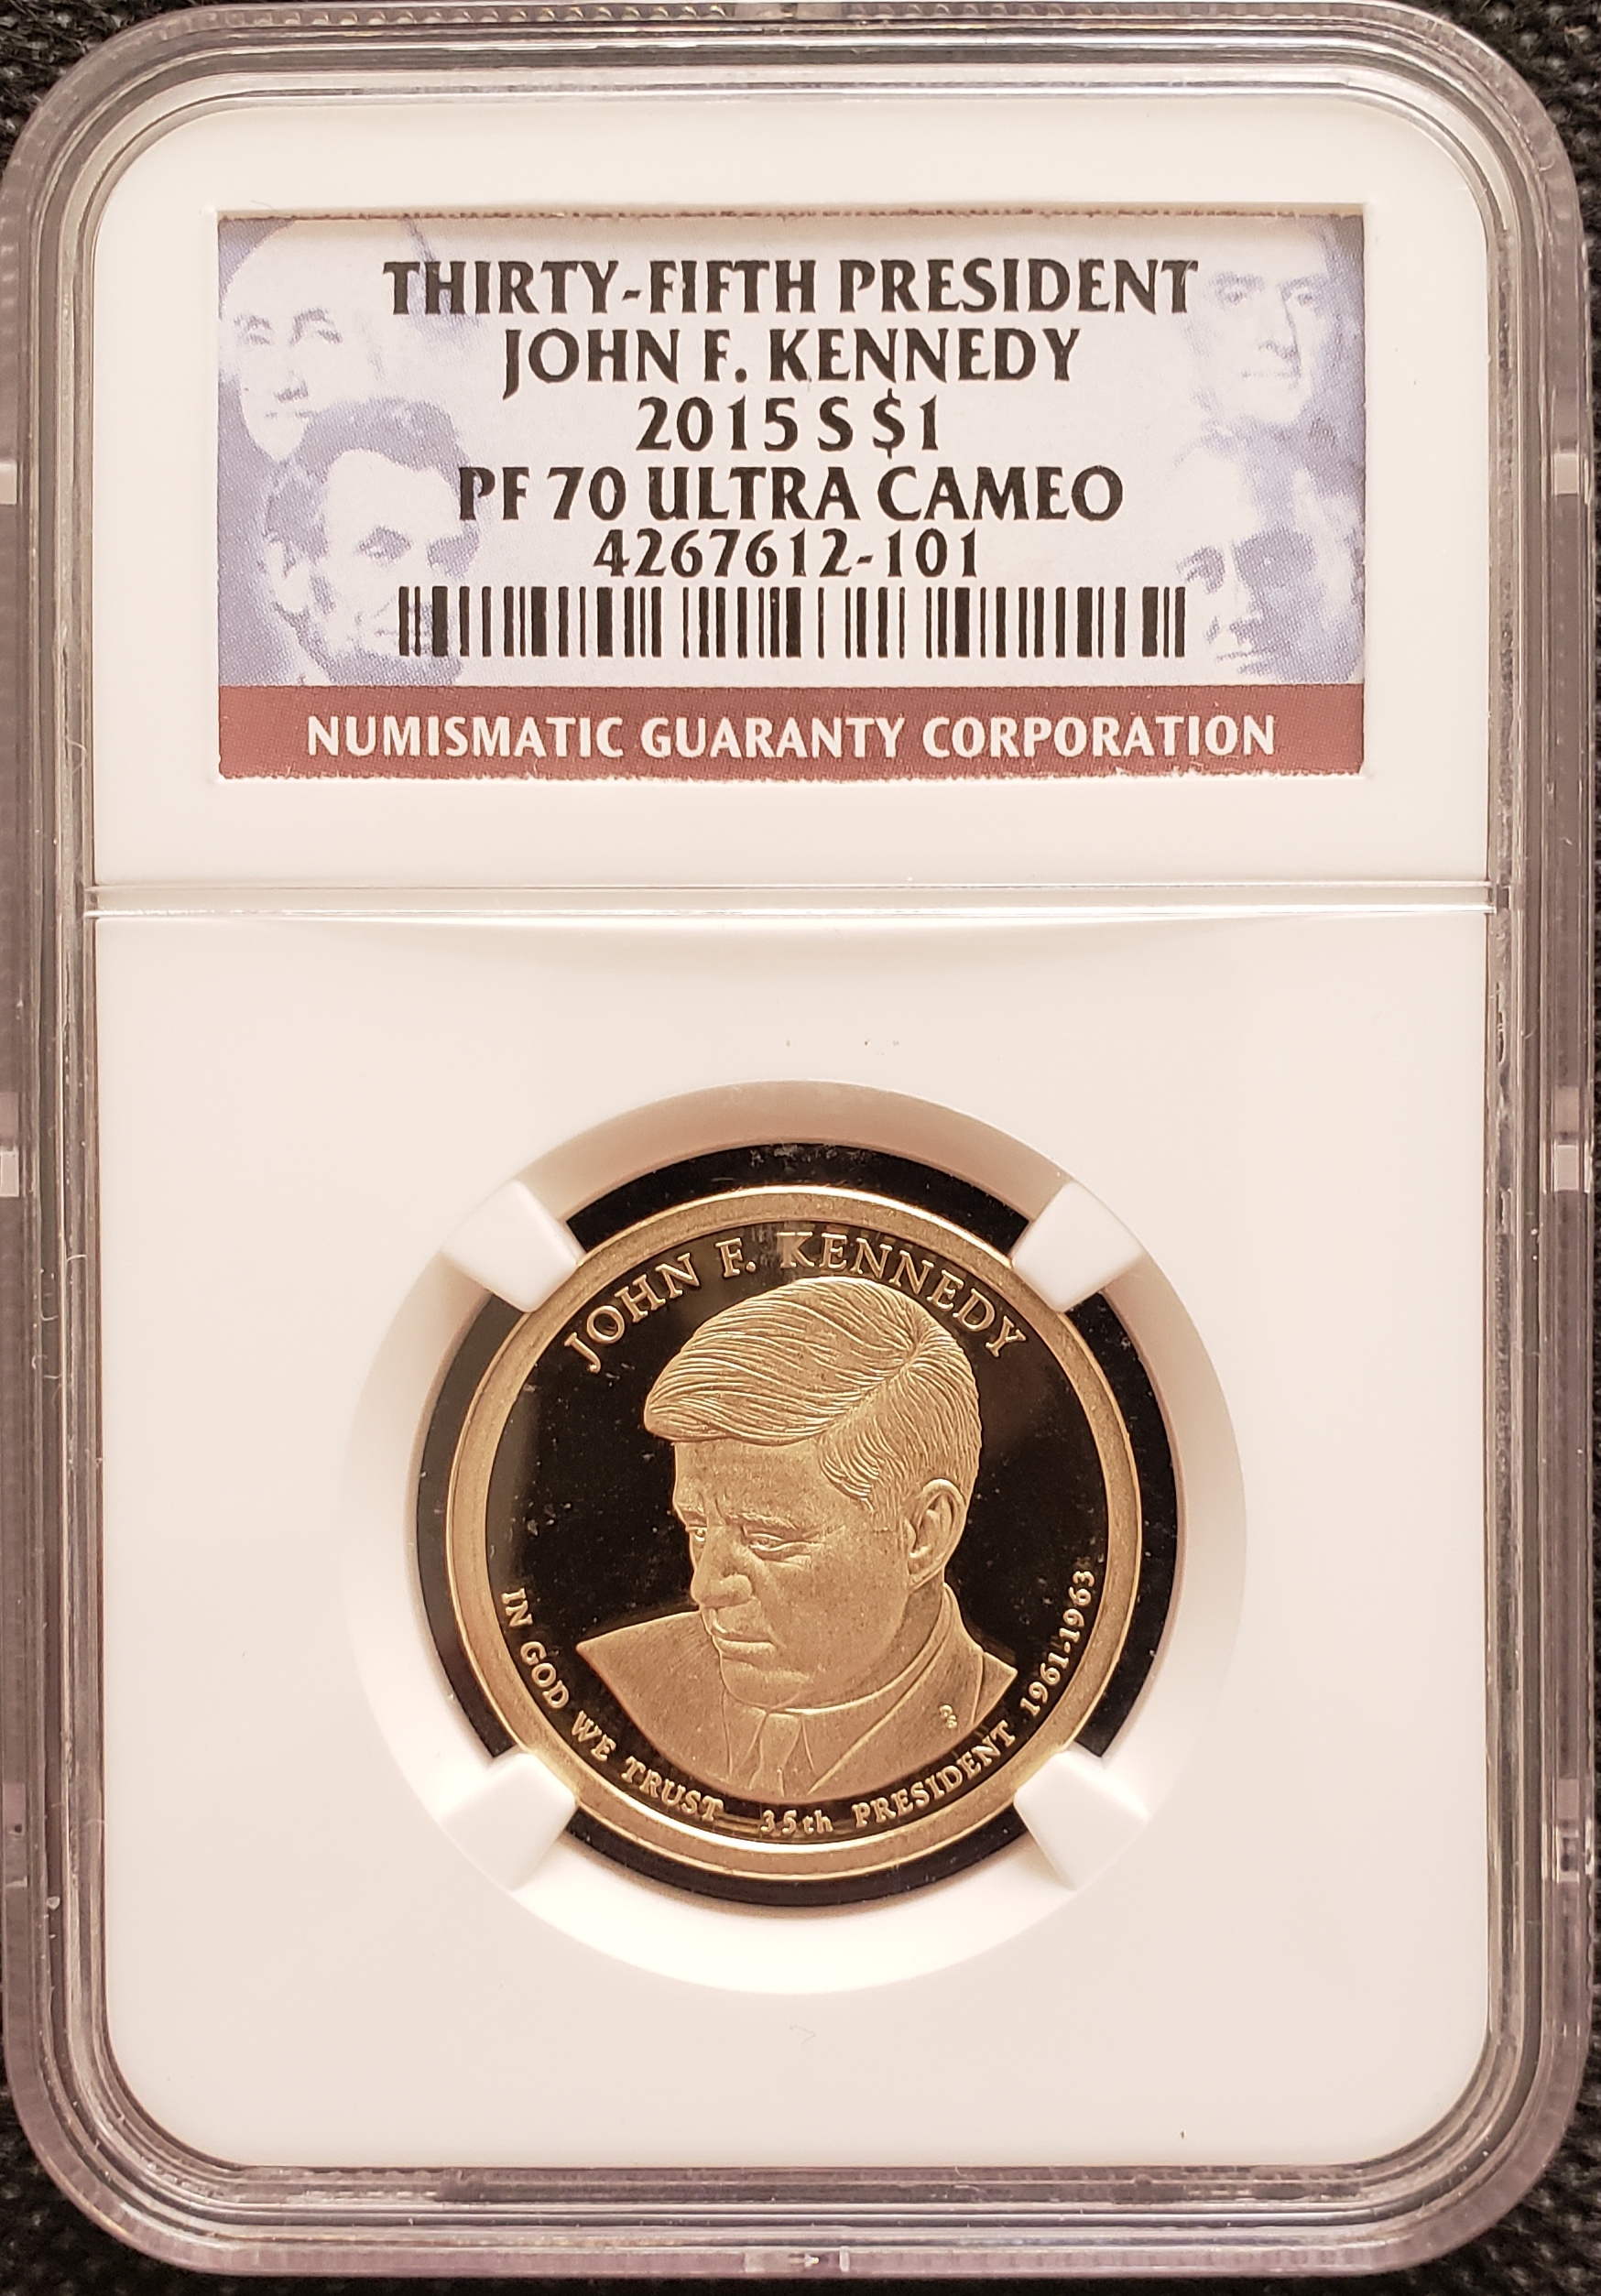 THIRTY-FIFTH PRESIDENT
JOHN F. KENNEDY
2015 S $1
PF 70 ULTRA CAMEO
4267612-101
NUMISMATIC GUARANTY CORPORATION
JOHN F. KENNEDY
IN GOD WE TRUST 35th PRESIDENT 1961-1963